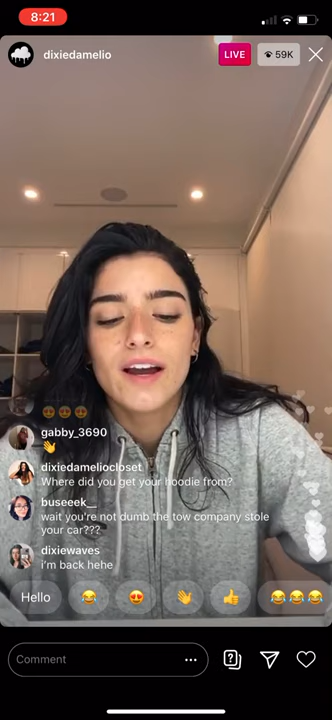 8:21
dixiedamelio
LIVE
59K
gabby_3690
dixiedameliocloset
Where did you get your hoodie from?
buseeek__
wait you're not dumb the tow company stole
your car???
dixiewaves
i'm back hehe
Hello
Comment